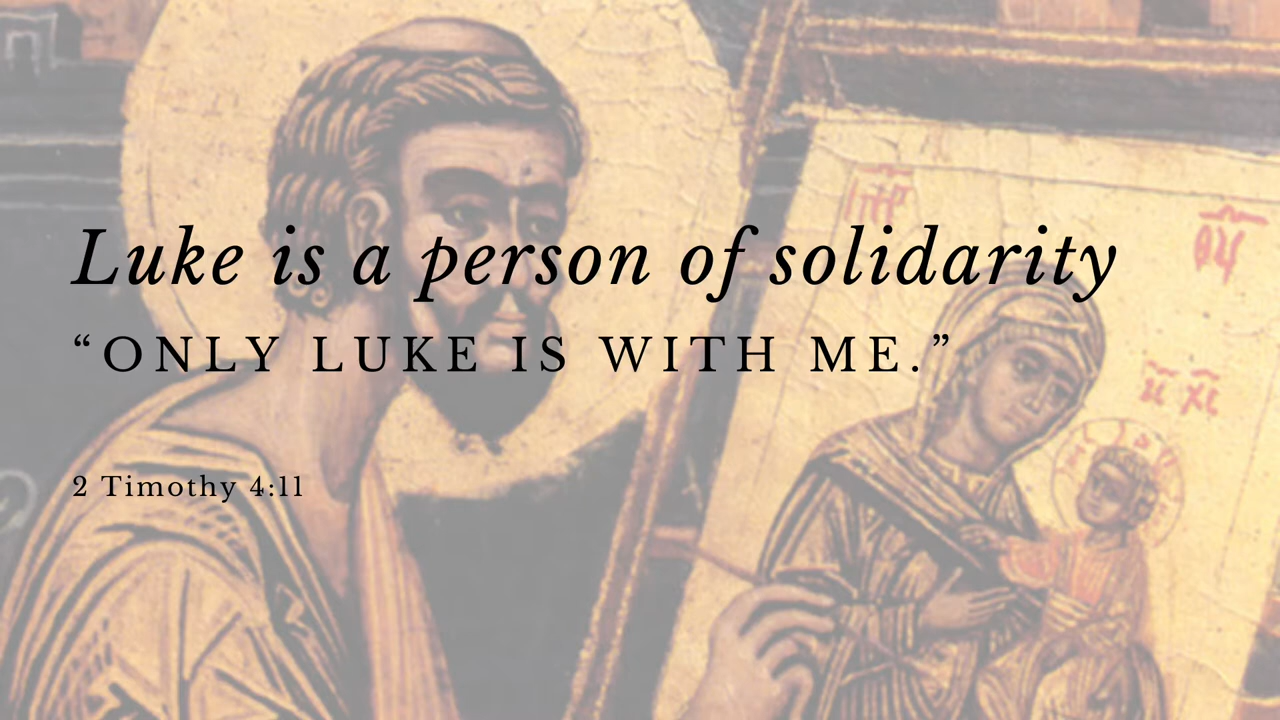 Luke is a person of solidarity
“ONLY LUKE IS WITH ME.”
2 Timothy 4:11